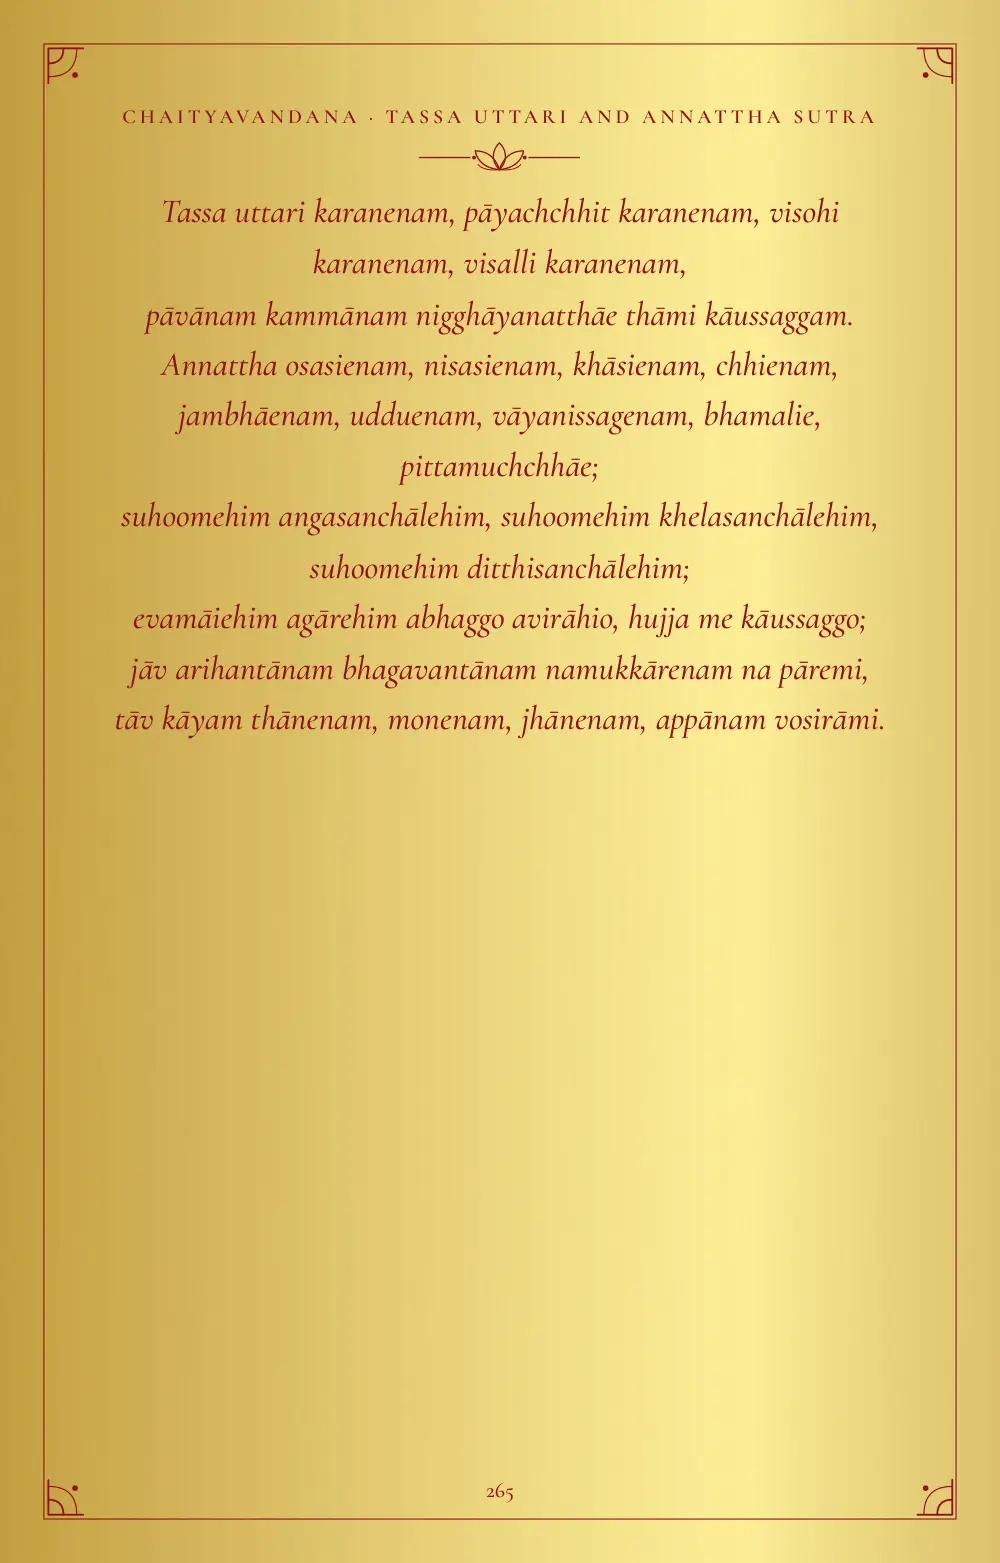 CHAITYAVANDANA · TASSA UTTARI AND ANNATTHA SUTRA
Tassa uttari karanenam, pāyachchhit karanenam, visohi
karanenam, visalli karanenam,
pāvānam kammānam nigghāyanatthāe thāmi kāussaggam.
Annattha osasienam, nisasienam, khāsienam, chhienam,
jambhāenam, udduenam, vāyanissagenam, bhamalie,
pittamuchchhāe;
suhoomehim angasanchālehim, suhoomehim khelasanchālehim,
suhoomehim ditthisanchālehim;
evamāiehim agārehim abhaggo avirāhio, hujja me kāussaggo;
jāv arihantānam bhagavantānam namukkārenam na pāremi,
tāv kāyam thānenam, monenam, jhānenam, appānam vosirāmi.
265